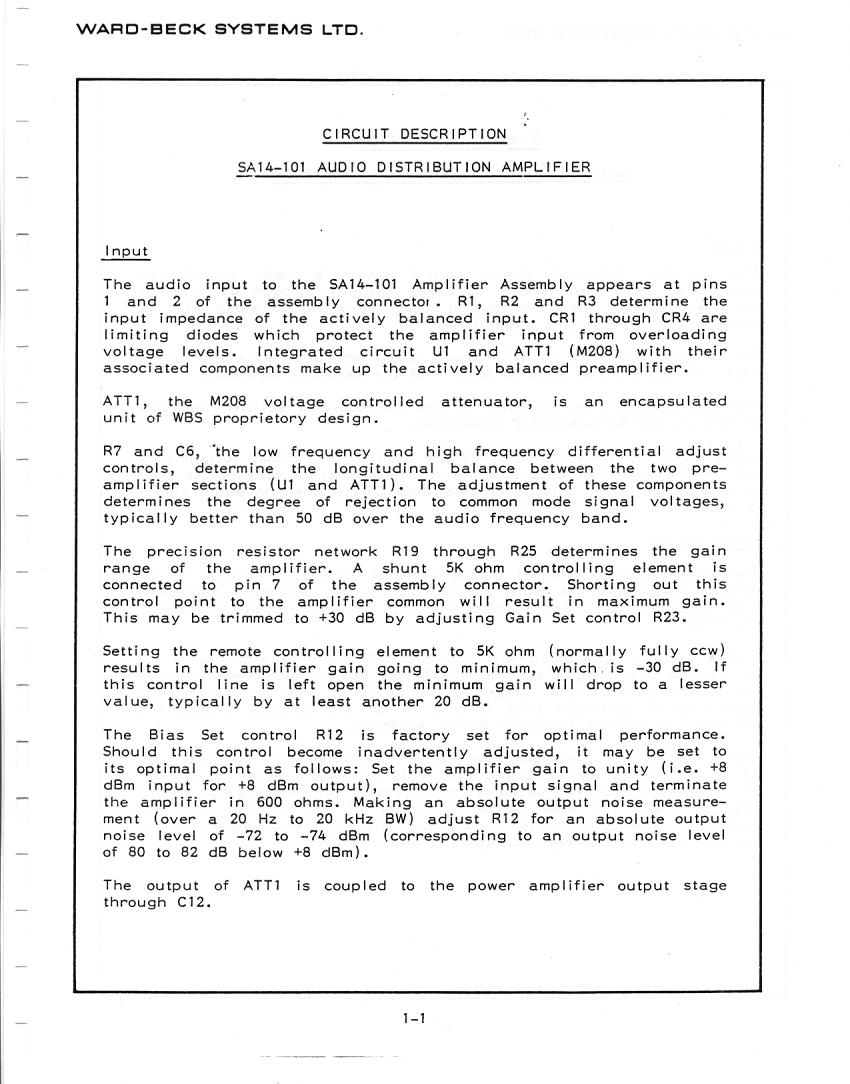 WARD-BECK SYSTEMS LTD.
CIRCUIT DESCRIPTION
SA14-101 AUDIO DISTRIBUTION AMPLIFIER
Input
The audio input to the SA14-101 Amplifier Assembly appears at pins
1 and 2 of the assembly connector. R1, R2 and R3 determine the
input impedance of the actively balanced input. CR1 through CR4 are
limiting diodes which protect the amplifier input from overloading
voltage levels. Integrated circuit U1 and ATT1 (M208) with their
associated components make up the actively balanced preamplifier.
ATT1, the M208 voltage controlled attenuator, is an encapsulated
unit of WBS proprietory design.
R7 and C6, the low frequency and high frequency differential adjust
controls, determine the longitudinal balance between the two pre-
amplifier sections (U1 and ATT1). The adjustment of these components
determines the degree of rejection to common mode signal voltages,
typically better than 50 dB over the audio frequency band.
The precision resistor network R19 through R25 determines the gain
range of the amplifier. A shunt 5K ohm controlling element is
connected to pin 7 of the assembly connector. Shorting out this
control point to the amplifier common will result in maximum gain.
This may be trimmed to +30 dB by adjusting Gain Set control R23.
Setting the remote controlling element to 5K ohm (normally fully ccw)
results in the amplifier gain going to minimum, which is -30 dB. If
this control line is left open the minimum gain will drop to a lesser
value, typically by at least another 20 dB.
The Bias Set control R12 is factory set for optimal performance.
Should this control become inadvertently adjusted, it may be set to
its optimal point as follows: Set the amplifier gain to unity (i.e. +8
dBm input for +8 dBm output), remove the input signal and terminate
the amplifier in 600 ohms. Making an absolute output noise measure-
ment (over a 20 Hz to 20 kHz BW) adjust R12 for an absolute output
noise level of -72 to -74 dBm (corresponding to an output noise level
of 80 to 82 dB below +8 dBm).
The output of ATT1 is coupled to the power amplifier output stage
through C12.
1-1